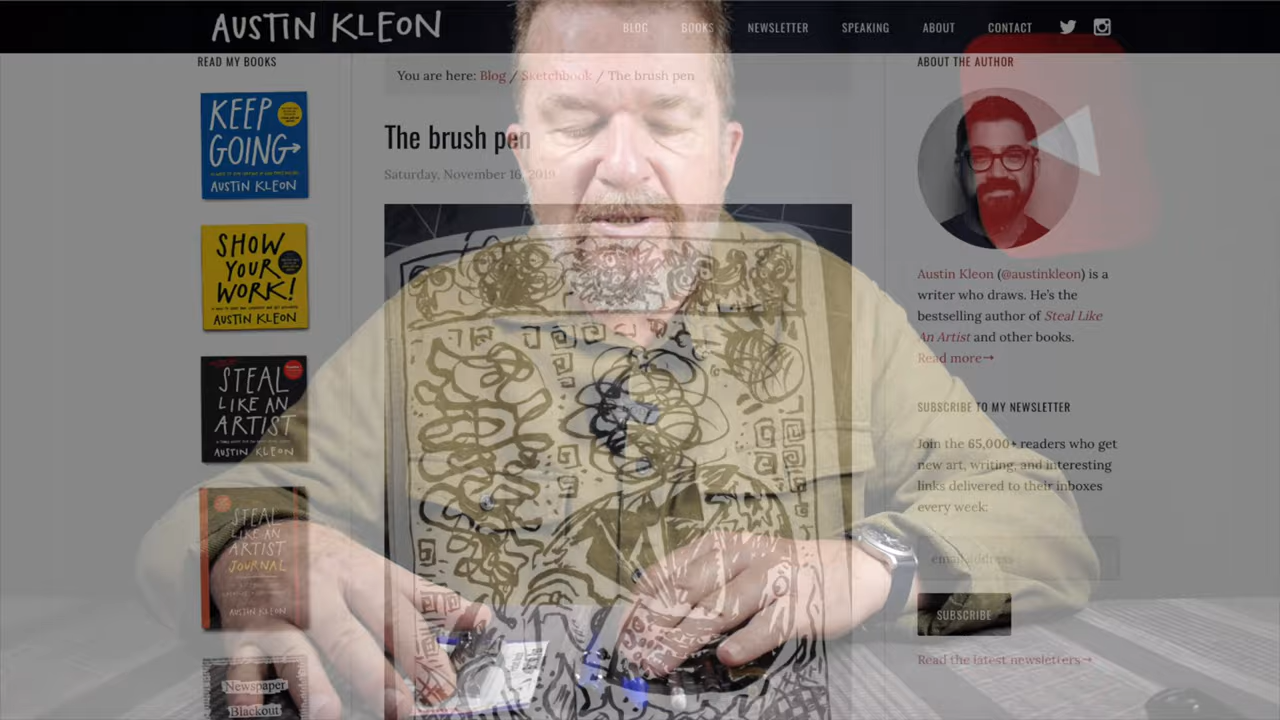 AUSTIN KLEON
BLOG
BOOKS
NEWSLETTER
SPEAKING
ABOUT
CONTACT
READ MY BOOKS
KEEP
GOING
AUSTIN KLEON
SHOW
YOUR
WORK!
AUSTIN KLEON
STEAL
LIKE AN
ARTIST
AUSTIN KLEON
STEAL
LIKE AN
ARTIST
JOURNAL
AUSTIN KLEON
Newspaper
Blackout
You are here: Blog / Sketchbook / The brush pen
The brush pen
Saturday, November 16, 2019
ABOUT THE AUTHOR
Austin Kleon (@austinkleon) is a
writer who draws. He's the
bestselling author of Steal Like
An Artist and other books.
Read more→
SUBSCRIBE TO MY NEWSLETTER
Join the 65,000+ readers who get
new art, writing, and interesting
links delivered to their inboxes
every week:
email address
SUBSCRIBE
Read the latest newsletters→